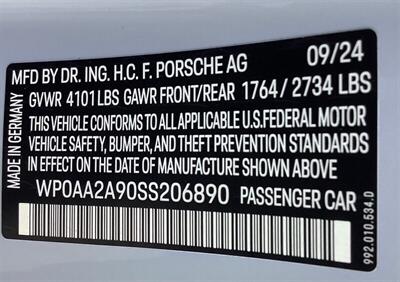 09/24
MFD BY DR. ING. H.C. F. PORSCHE AG
GVWR 4101 LBS GAWR FRONT/REAR 1764 / 2734 LBS
THIS VEHICLE CONFORMS TO ALL APPLICABLE U.S. FEDERAL MOTOR
VEHICLE SAFETY, BUMPER, AND THEFT PREVENTION STANDARDS
IN EFFECT ON THE DATE OF MANUFACTURE SHOWN ABOVE.
WP0AA2A90SS206890 PASSENGER CAR
MADE IN GERMANY
992.010.534.D